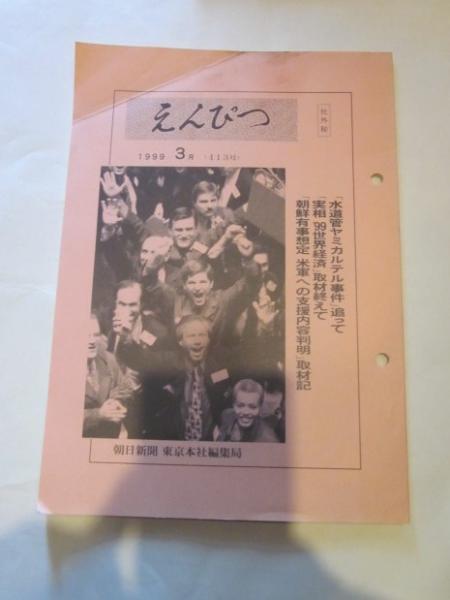 社外秘
えんぴつ
1999 3月 (413号)
「水道管ヤミカルテル事件」追って
「実相 '99世界経済」取材終えて
「朝鮮有事想定 米軍への支援内容判明」取材記
朝日新聞 東京本社編集局